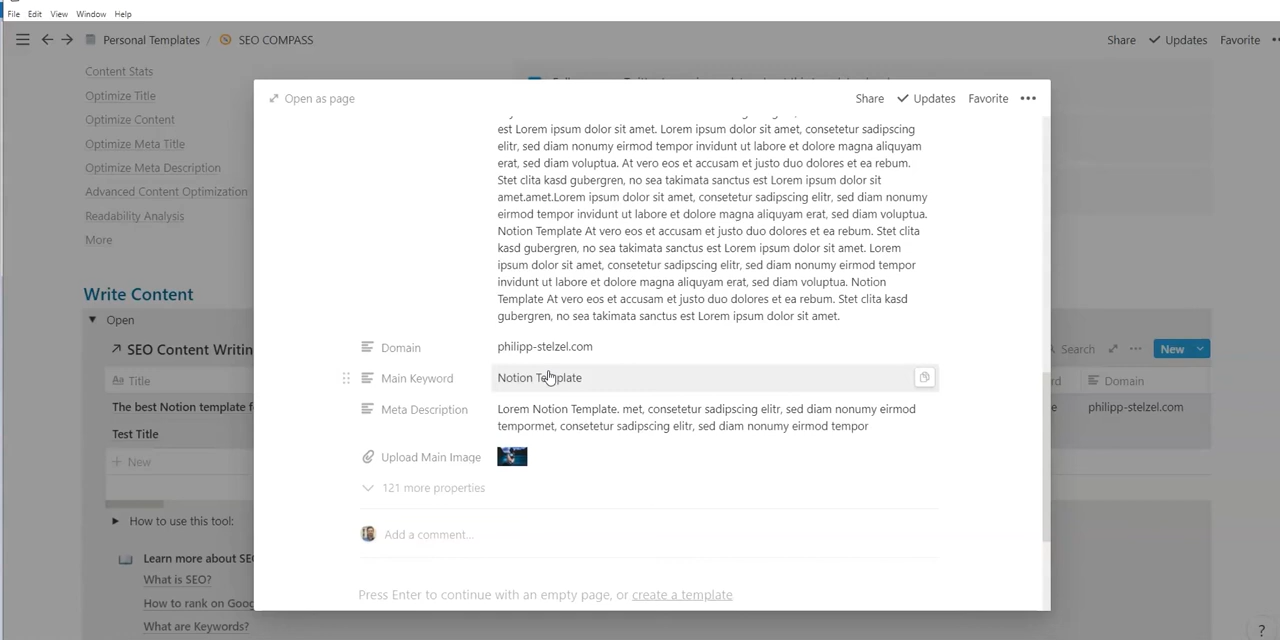 File Edit View Window Help
Personal Templates / SEO COMPASS
Share Updates Favorite
Content Stats
Optimize Title
Optimize Content
Optimize Meta Title
Optimize Meta Description
Advanced Content Optimization
Readability Analysis
More
Write Content
Open
SEO Content Writin
Search
New
Aa Title
Domain
The best Notion template f
philipp-stelzel.com
Test Title
+ New
How to use this tool:
Learn more about SEO
What is SEO?
How to rank on Goog
What are Keywords?
Open as page
Share Updates Favorite
est Lorem ipsum dolor sit amet. Lorem ipsum dolor sit amet, consetetur sadipscing
elitr, sed diam nonumy eirmod tempor invidunt ut labore et dolore magna aliquyam
erat, sed diam voluptua. At vero eos et accusam et justo duo dolores et ea rebum.
Stet clita kasd gubergren, no sea takimata sanctus est Lorem ipsum dolor sit
amet.amet.Lorem ipsum dolor sit amet, consetetur sadipscing elitr, sed diam nonumy
eirmod tempor invidunt ut labore et dolore magna aliquyam erat, sed diam voluptua.
Notion Template At vero eos et accusam et justo duo dolores et ea rebum. Stet clita
kasd gubergren, no sea takimata sanctus est Lorem ipsum dolor sit amet. Lorem
ipsum dolor sit amet, consetetur sadipscing elitr, sed diam nonumy eirmod tempor
invidunt ut labore et dolore magna aliquyam erat, sed diam voluptua. Notion
Template At vero eos et accusam et justo duo dolores et ea rebum. Stet clita kasd
gubergren, no sea takimata sanctus est Lorem ipsum dolor sit amet.
Domain philipp-stelzel.com
Main Keyword Notion Template
Meta Description Lorem Notion Template. met, consetetur sadipscing elitr, sed diam nonumy eirmod
tempormet, consetetur sadipscing elitr, sed diam nonumy eirmod tempor
Upload Main Image
121 more properties
Add a comment...
Press Enter to continue with an empty page, or create a template
?